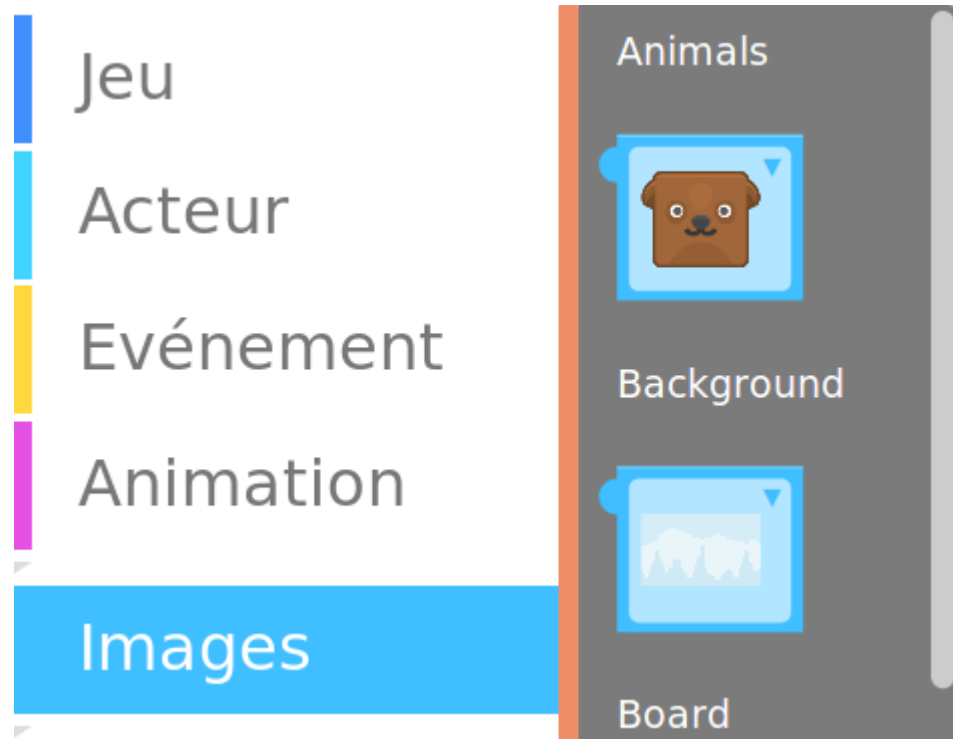 Jeu
Acteur
Evénement
Animation
Images
Animals
Background
Board